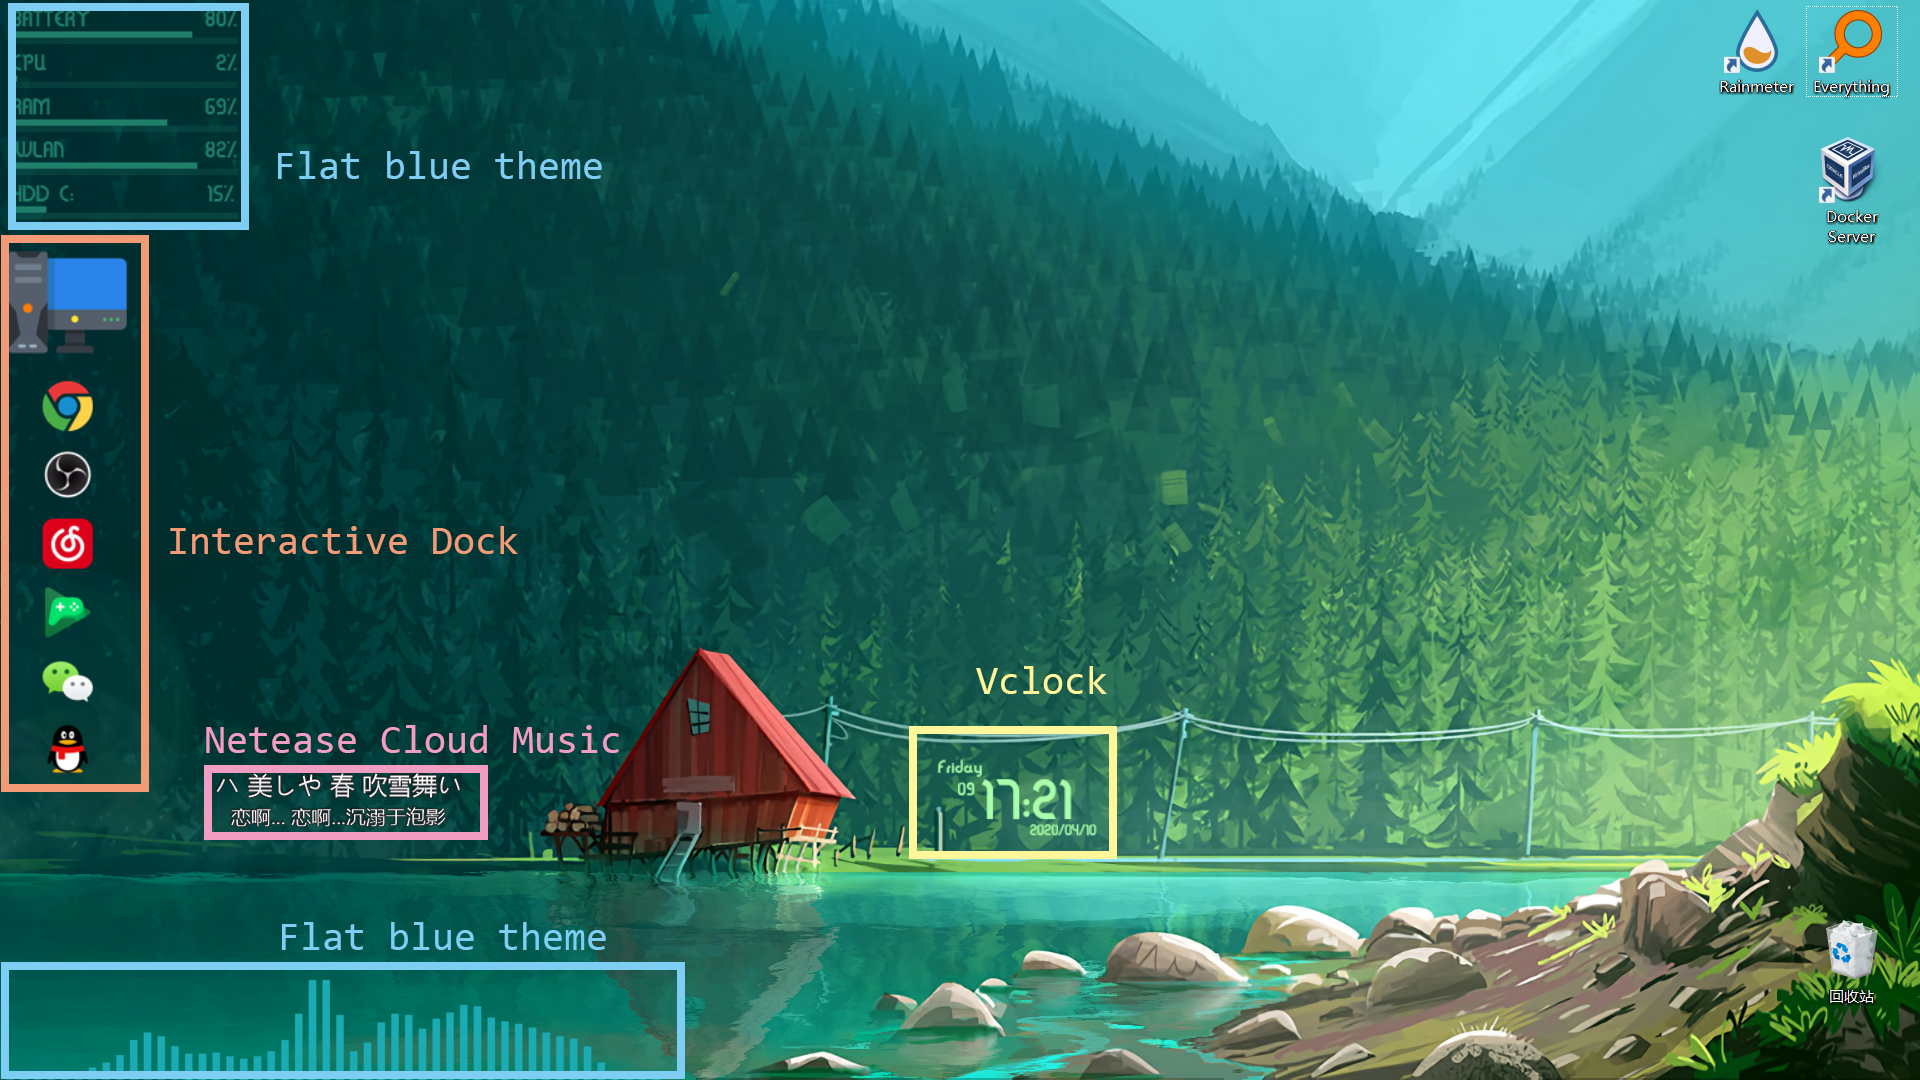 BATTERY 80%
CPU 2%
RAM 69%
WLAN 82%
HDD C: 15%
Flat blue theme
Rainmeter
Everything
Docker
Server
Interactive Dock
Netease Cloud Music
ハ 美しや 春 吹雪舞い
恋啊... 恋啊...沉溺于泡影
Vclock
Friday
09 17:21
2020/04/10
Flat blue theme
回收站